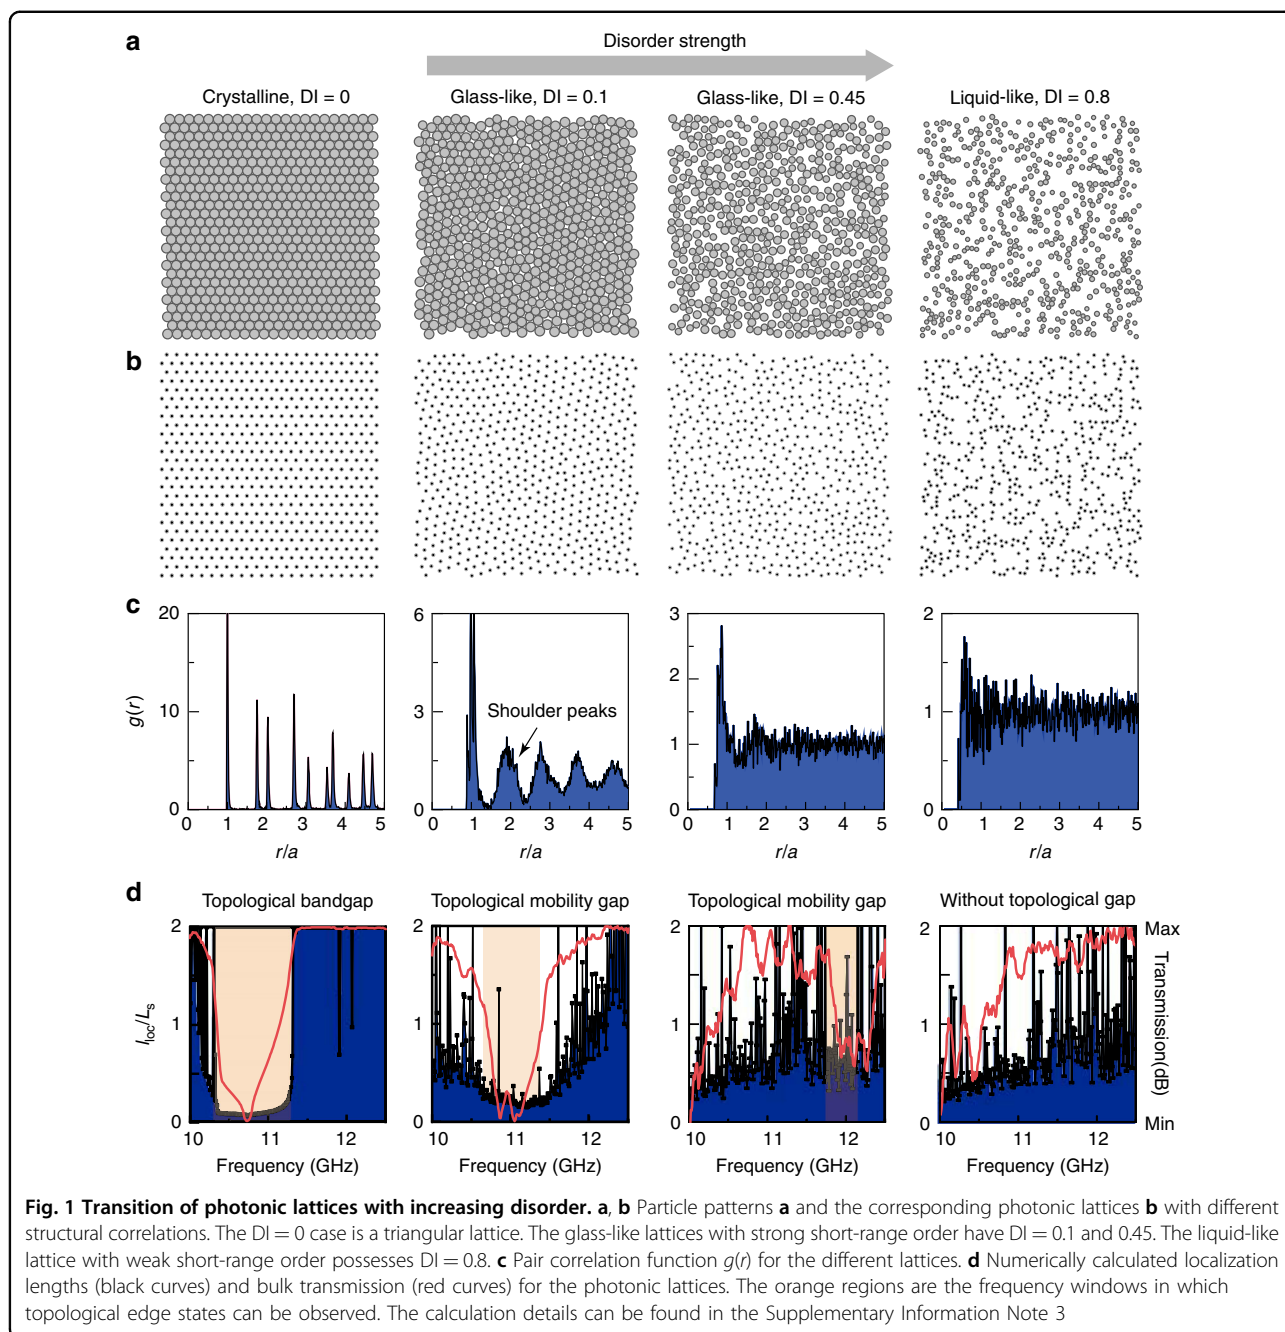 a
Disorder strength
Crystalline, DI = 0
Glass-like, DI = 0.1
Glass-like, DI = 0.45
Liquid-like, DI = 0.8
b
c
20
10
0
g(r)
0 1 2 3 4 5
r/a
6
3
0
Shoulder peaks
0 1 2 3 4 5
r/a
3
2
1
0
0 1 2 3 4 5
r/a
2
1
0
0 1 2 3 4 5
r/a
d
Topological bandgap
Topological mobility gap
Topological mobility gap
Without topological gap
2
1
0
lloc/Ls
10 11 12
Frequency (GHz)
2
1
0
11 12
Frequency (GHz)
2
1
0
10 11 12
Frequency (GHz)
2
1
0
10 11 12
Frequency (GHz)
Max
Transmission(dB)
Min
Fig. 1 Transition of photonic lattices with increasing disorder. a, b Particle patterns a and the corresponding photonic lattices b with different
structural correlations. The DI = 0 case is a triangular lattice. The glass-like lattices with strong short-range order have DI = 0.1 and 0.45. The liquid-like
lattice with weak short-range order possesses DI = 0.8. c Pair correlation function g(r) for the different lattices. d Numerically calculated localization
lengths (black curves) and bulk transmission (red curves) for the photonic lattices. The orange regions are the frequency windows in which
topological edge states can be observed. The calculation details can be found in the Supplementary Information Note 3